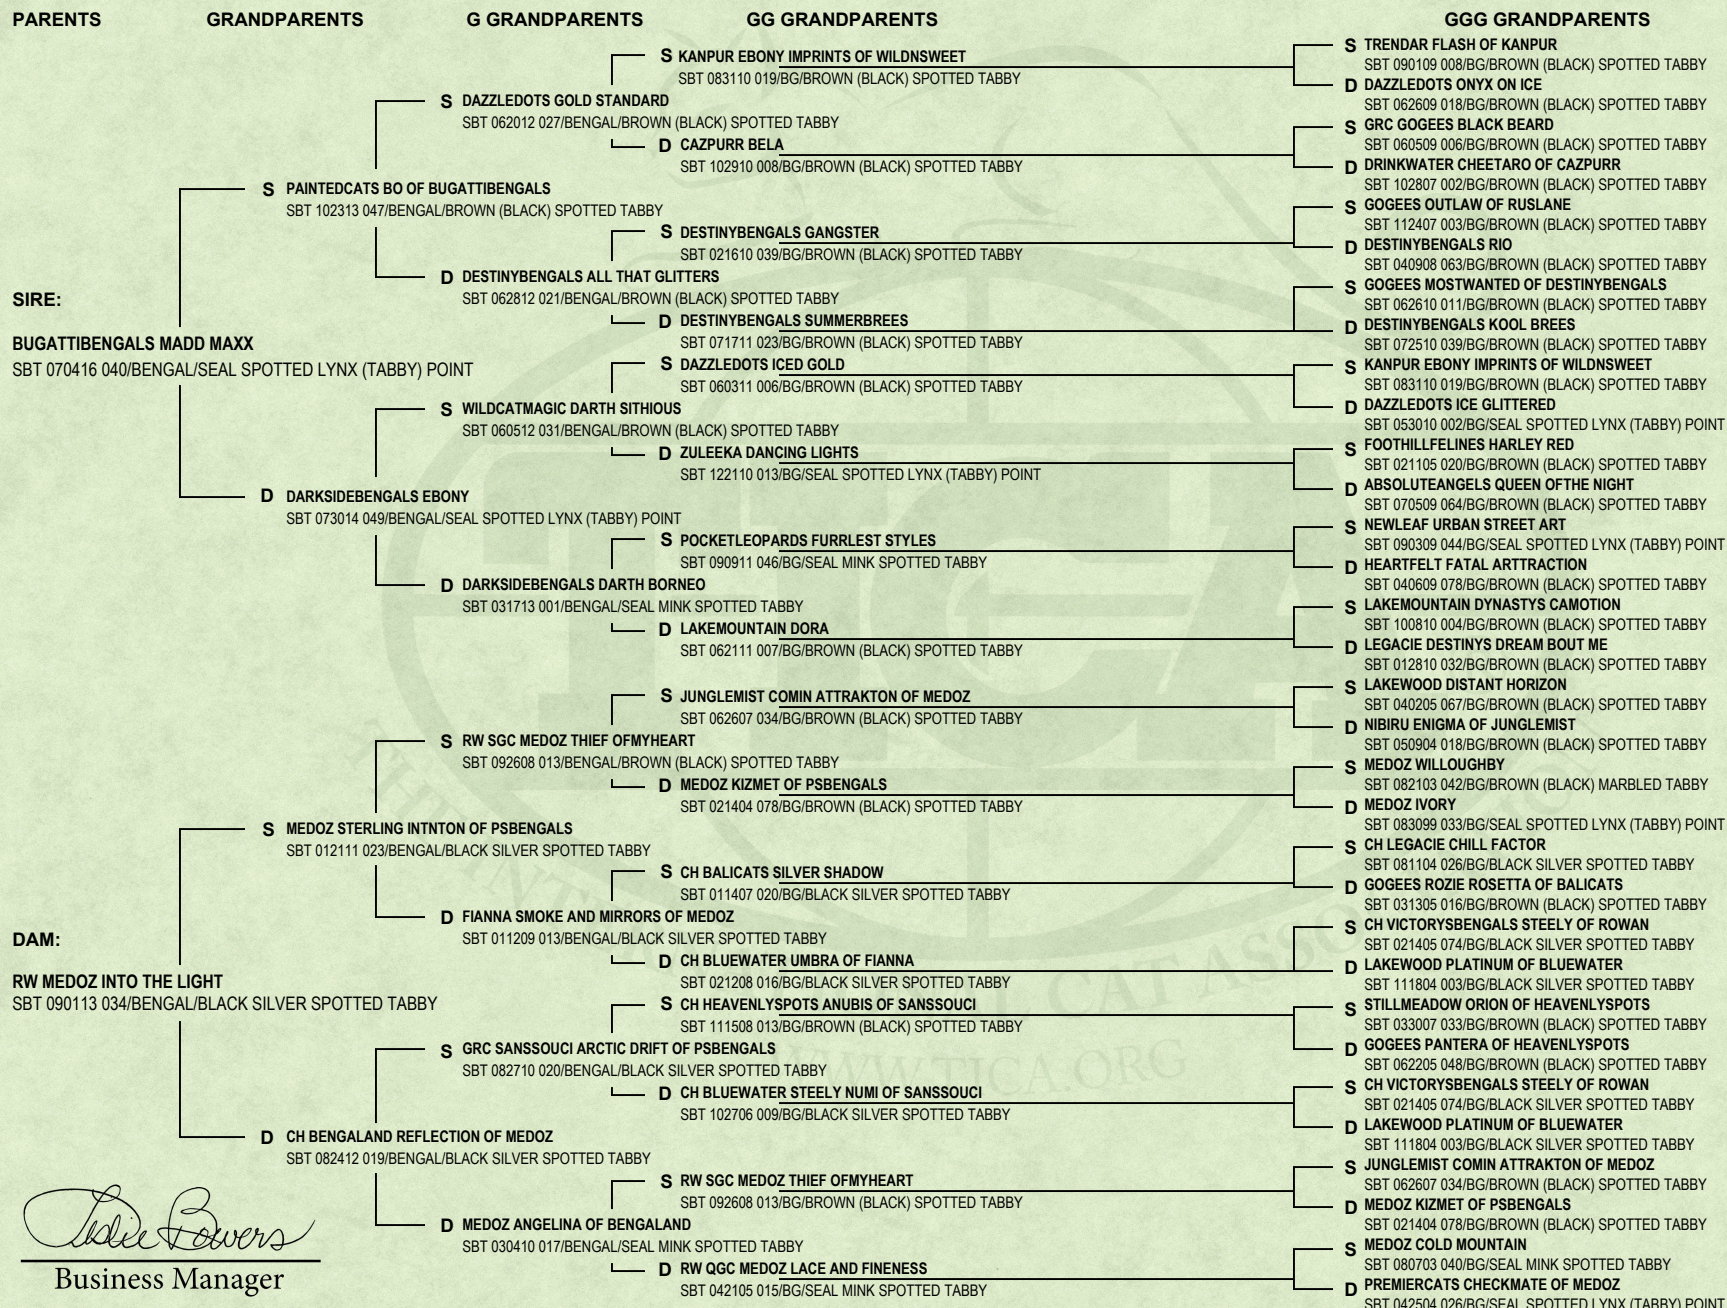 PARENTS
GRANDPARENTS
G GRANDPARENTS
GG GRANDPARENTS
GGG GRANDPARENTS
SIRE:
BUGATTIBENGALS MADD MAXX
SBT 070416 040/BENGAL/SEAL SPOTTED LYNX (TABBY) POINT
DAM:
RW MEDOZ INTO THE LIGHT
SBT 090113 034/BENGAL/BLACK SILVER SPOTTED TABBY
S PAINTEDCATS BO OF BUGATTIBENGALS
SBT 102313 047/BENGAL/BROWN (BLACK) SPOTTED TABBY
D DARKSIDEBENGALS EBONY
SBT 073014 049/BENGAL/SEAL SPOTTED LYNX (TABBY) POINT
S MEDOZ STERLING INTNTON OF PSBENGALS
SBT 012111 023/BENGAL/BLACK SILVER SPOTTED TABBY
D CH BENGALAND REFLECTION OF MEDOZ
SBT 082412 019/BENGAL/BLACK SILVER SPOTTED TABBY
S DAZZLEDOTS GOLD STANDARD
SBT 062012 027/BENGAL/BROWN (BLACK) SPOTTED TABBY
D DESTINYBENGALS ALL THAT GLITTERS
SBT 062812 021/BENGAL/BROWN (BLACK) SPOTTED TABBY
S WILDCATMAGIC DARTH SITHIOUS
SBT 060512 031/BENGAL/BROWN (BLACK) SPOTTED TABBY
D DARKSIDEBENGALS DARTH BORNEO
SBT 031713 001/BENGAL/SEAL MINK SPOTTED TABBY
S RW SGC MEDOZ THIEF OFMYHEART
SBT 092608 013/BENGAL/BROWN (BLACK) SPOTTED TABBY
D FIANNA SMOKE AND MIRRORS OF MEDOZ
SBT 011209 013/BENGAL/BLACK SILVER SPOTTED TABBY
S GRC SANSSOUCI ARCTIC DRIFT OF PSBENGALS
SBT 082710 020/BENGAL/BLACK SILVER SPOTTED TABBY
D MEDOZ ANGELINA OF BENGALAND
SBT 030410 017/BENGAL/SEAL MINK SPOTTED TABBY
S KANPUR EBONY IMPRINTS OF WILDNSWEET
SBT 083110 019/BG/BROWN (BLACK) SPOTTED TABBY
D CAZPURR BELA
SBT 102910 008/BG/BROWN (BLACK) SPOTTED TABBY
S DESTINYBENGALS GANGSTER
SBT 021610 039/BG/BROWN (BLACK) SPOTTED TABBY
D DESTINYBENGALS SUMMERBREES
SBT 071711 023/BG/BROWN (BLACK) SPOTTED TABBY
S DAZZLEDOTS ICED GOLD
SBT 060311 006/BG/BROWN (BLACK) SPOTTED TABBY
D ZULEEKA DANCING LIGHTS
SBT 122110 013/BG/SEAL SPOTTED LYNX (TABBY) POINT
S POCKETLEOPARDS FURRLEST STYLES
SBT 090911 046/BG/SEAL MINK SPOTTED TABBY
D LAKEMOUNTAIN DORA
SBT 062111 007/BG/BROWN (BLACK) SPOTTED TABBY
S JUNGLEMIST COMIN ATTRAKTON OF MEDOZ
SBT 062607 034/BG/BROWN (BLACK) SPOTTED TABBY
D MEDOZ KIZMET OF PSBENGALS
SBT 021404 078/BG/BROWN (BLACK) SPOTTED TABBY
S CH BALICATS SILVER SHADOW
SBT 011407 020/BG/BLACK SILVER SPOTTED TABBY
D CH BLUEWATER UMBRA OF FIANNA
SBT 021208 016/BG/BLACK SILVER SPOTTED TABBY
S CH HEAVENLYSPOTS ANUBIS OF SANSSOUCI
SBT 111508 013/BG/BROWN (BLACK) SPOTTED TABBY
D CH BLUEWATER STEELY NUMI OF SANSSOUCI
SBT 102706 009/BG/BLACK SILVER SPOTTED TABBY
S RW SGC MEDOZ THIEF OFMYHEART
SBT 092608 013/BG/BROWN (BLACK) SPOTTED TABBY
D RW QGC MEDOZ LACE AND FINENESS
SBT 042105 015/BG/SEAL MINK SPOTTED TABBY
S TRENDAR FLASH OF KANPUR
SBT 090109 008/BG/BROWN (BLACK) SPOTTED TABBY
D DAZZLEDOTS ONYX ON ICE
SBT 062609 018/BG/BROWN (BLACK) SPOTTED TABBY
S GRC GOGEES BLACK BEARD
SBT 060509 006/BG/BROWN (BLACK) SPOTTED TABBY
D DRINKWATER CHEETARO OF CAZPURR
SBT 102807 002/BG/BROWN (BLACK) SPOTTED TABBY
S GOGEES OUTLAW OF RUSLANE
SBT 112407 003/BG/BROWN (BLACK) SPOTTED TABBY
D DESTINYBENGALS RIO
SBT 040908 063/BG/BROWN (BLACK) SPOTTED TABBY
S GOGEES MOSTWANTED OF DESTINYBENGALS
SBT 062610 011/BG/BROWN (BLACK) SPOTTED TABBY
D DESTINYBENGALS KOOL BREES
SBT 072510 039/BG/BROWN (BLACK) SPOTTED TABBY
S KANPUR EBONY IMPRINTS OF WILDNSWEET
SBT 083110 019/BG/BROWN (BLACK) SPOTTED TABBY
D DAZZLEDOTS ICE GLITTERED
SBT 053010 002/BG/SEAL SPOTTED LYNX (TABBY) POINT
S FOOTHILLFELINES HARLEY RED
SBT 021105 020/BG/BROWN (BLACK) SPOTTED TABBY
D ABSOLUTEANGELS QUEEN OFTHE NIGHT
SBT 070509 064/BG/BROWN (BLACK) SPOTTED TABBY
S NEWLEAF URBAN STREET ART
SBT 090309 044/BG/SEAL SPOTTED LYNX (TABBY) POINT
D HEARTFELT FATAL ARTTRACTION
SBT 040609 078/BG/BROWN (BLACK) SPOTTED TABBY
S LAKEMOUNTAIN DYNASTYS CAMOTION
SBT 100810 004/BG/BROWN (BLACK) SPOTTED TABBY
D LEGACIE DESTINYS DREAM BOUT ME
SBT 012810 032/BG/BROWN (BLACK) SPOTTED TABBY
S LAKEWOOD DISTANT HORIZON
SBT 040205 067/BG/BROWN (BLACK) SPOTTED TABBY
D NIBIRU ENIGMA OF JUNGLEMIST
SBT 050904 018/BG/BROWN (BLACK) SPOTTED TABBY
S MEDOZ WILLOUGHBY
SBT 082103 042/BG/BROWN (BLACK) MARBLED TABBY
D MEDOZ IVORY
SBT 083099 033/BG/SEAL SPOTTED LYNX (TABBY) POINT
S CH LEGACIE CHILL FACTOR
SBT 081104 026/BG/BLACK SILVER SPOTTED TABBY
D GOGEES ROZIE ROSETTA OF BALICATS
SBT 031305 016/BG/BROWN (BLACK) SPOTTED TABBY
S CH VICTORYSBENGALS STEELY OF ROWAN
SBT 021405 074/BG/BLACK SILVER SPOTTED TABBY
D LAKEWOOD PLATINUM OF BLUEWATER
SBT 111804 003/BG/BLACK SILVER SPOTTED TABBY
S STILLMEADOW ORION OF HEAVENLYSPOTS
SBT 033007 033/BG/BROWN (BLACK) SPOTTED TABBY
D GOGEES PANTERA OF HEAVENLYSPOTS
SBT 062205 048/BG/BROWN (BLACK) SPOTTED TABBY
S CH VICTORYSBENGALS STEELY OF ROWAN
SBT 021405 074/BG/BLACK SILVER SPOTTED TABBY
D LAKEWOOD PLATINUM OF BLUEWATER
SBT 111804 003/BG/BLACK SILVER SPOTTED TABBY
S JUNGLEMIST COMIN ATTRAKTON OF MEDOZ
SBT 062607 034/BG/BROWN (BLACK) SPOTTED TABBY
D MEDOZ KIZMET OF PSBENGALS
SBT 021404 078/BG/BROWN (BLACK) SPOTTED TABBY
S MEDOZ COLD MOUNTAIN
SBT 080703 040/BG/SEAL MINK SPOTTED TABBY
D PREMIERCATS CHECKMATE OF MEDOZ
SBT 042504 026/BG/SEAL SPOTTED LYNX (TABBY) POINT
Leslie Bowers
Business Manager
TICA
WWW.TICA.ORG